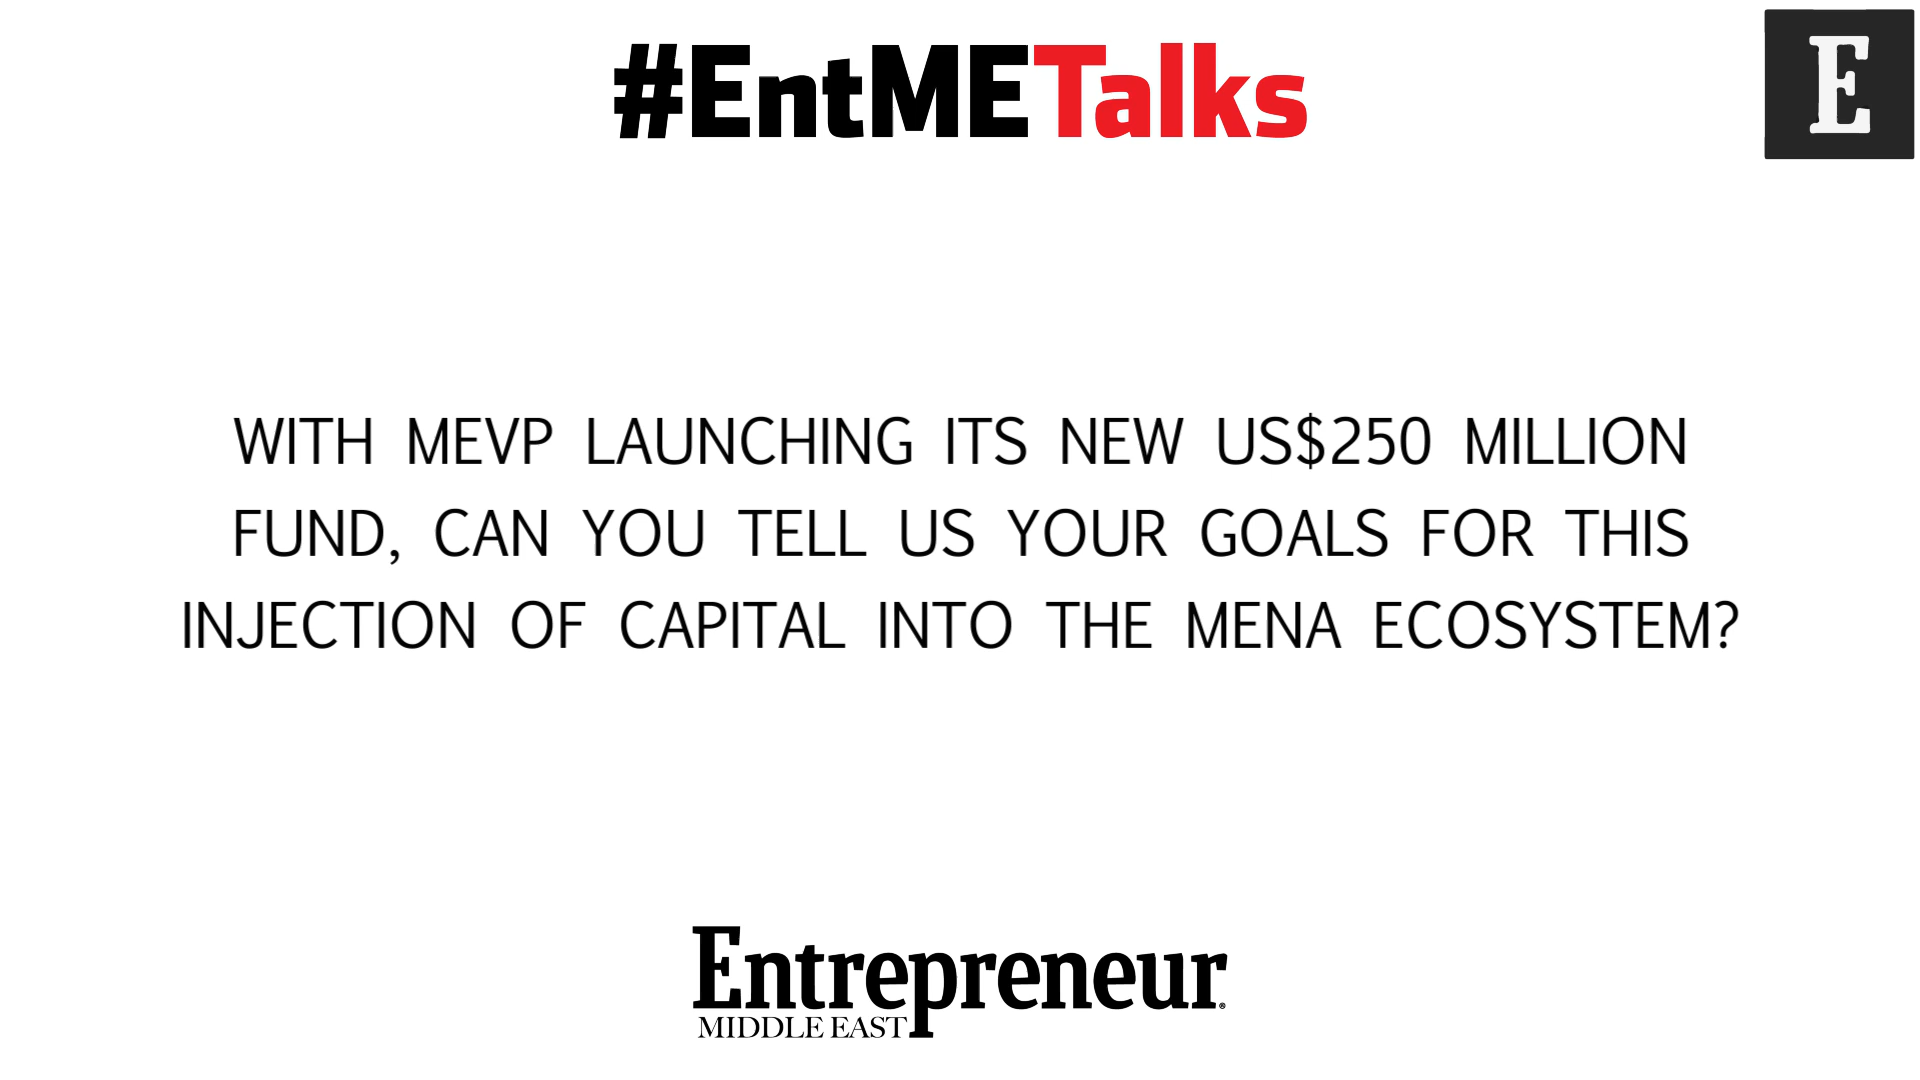 #EntMETalks
E
WITH MEVP LAUNCHING ITS NEW US$250 MILLION
FUND, CAN YOU TELL US YOUR GOALS FOR THIS
INJECTION OF CAPITAL INTO THE MENA ECOSYSTEM?
Entrepreneur®
MIDDLE EAST